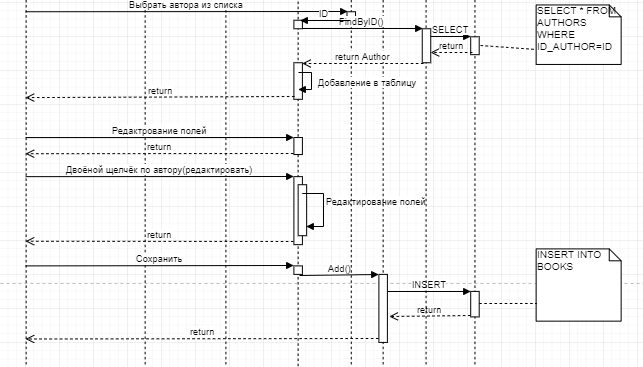 Выбрать автора из списка
ID
FindByID()
SELECT
return
return Author
Добавление в таблицу
return
SELECT * FROM
AUTHORS
WHERE
ID_AUTHOR=ID
Редактрование полей
return
Двоёной щелчёк по автору(редактировать)
Редактирование полей
return
Сохранить
Add()
INSERT
return
return
INSERT INTO
BOOKS